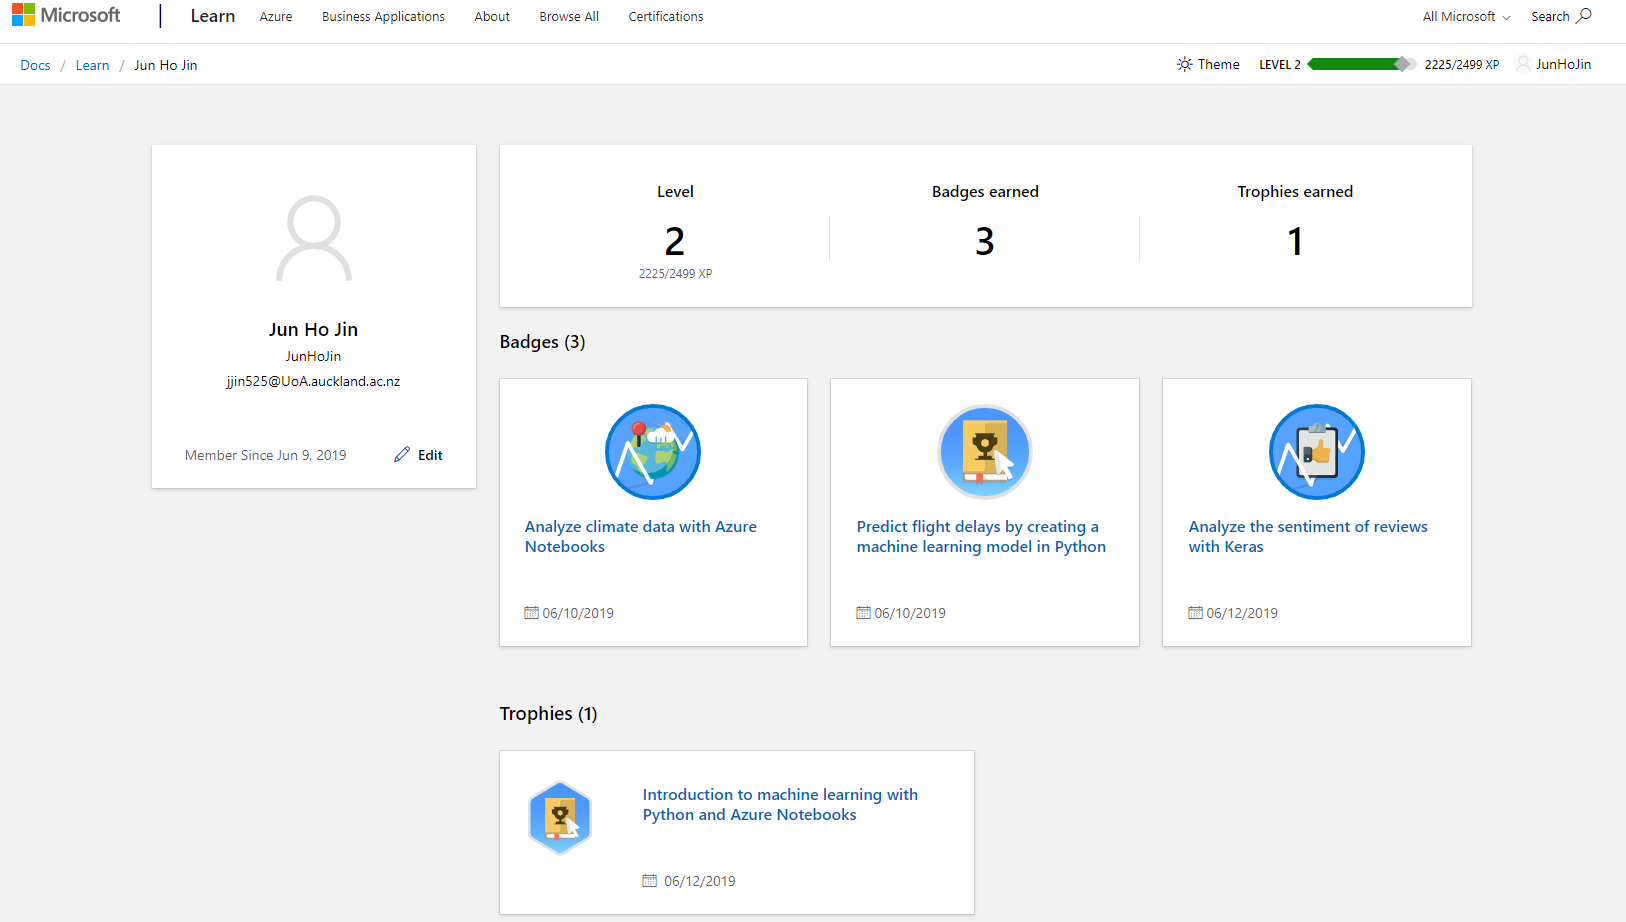 Microsoft
Learn
Azure
Business Applications
About
Browse All
Certifications
All Microsoft
Search
Docs / Learn / Jun Ho Jin
Theme
LEVEL 2
2225/2499 XP
JunHoJin
Jun Ho Jin
JunHoJin
jjin525@UoA.auckland.ac.nz
Member Since Jun 9, 2019
Edit
Level
2
2225/2499 XP
Badges earned
3
Trophies earned
1
Badges (3)
Analyze climate data with Azure
Notebooks
06/10/2019
Predict flight delays by creating a
machine learning model in Python
06/10/2019
Analyze the sentiment of reviews
with Keras
06/12/2019
Trophies (1)
Introduction to machine learning with
Python and Azure Notebooks
06/12/2019